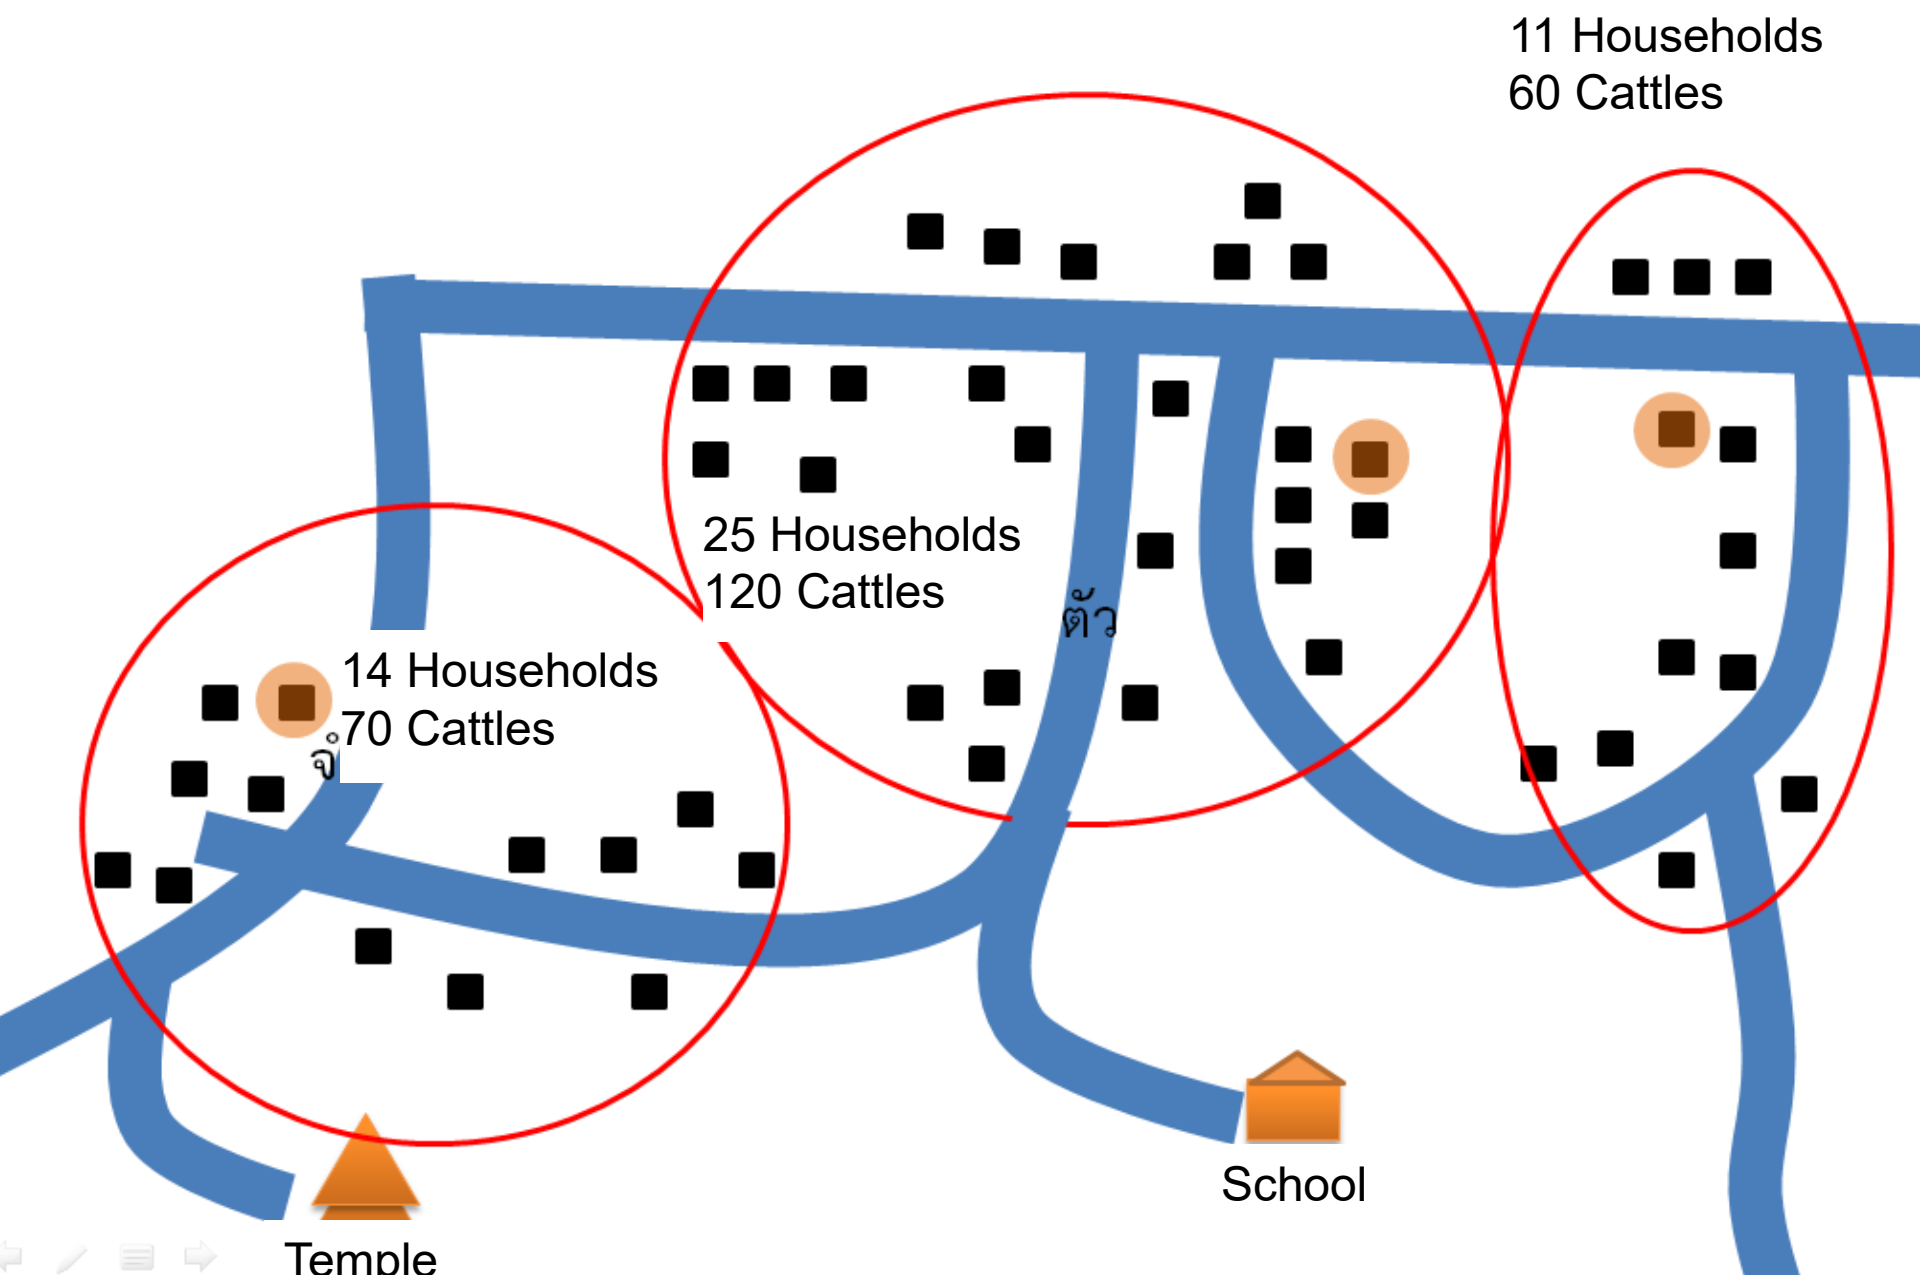 11 Households
60 Cattles
25 Households
120 Cattles
ตัว
14 Households
70 Cattles
School
Temple